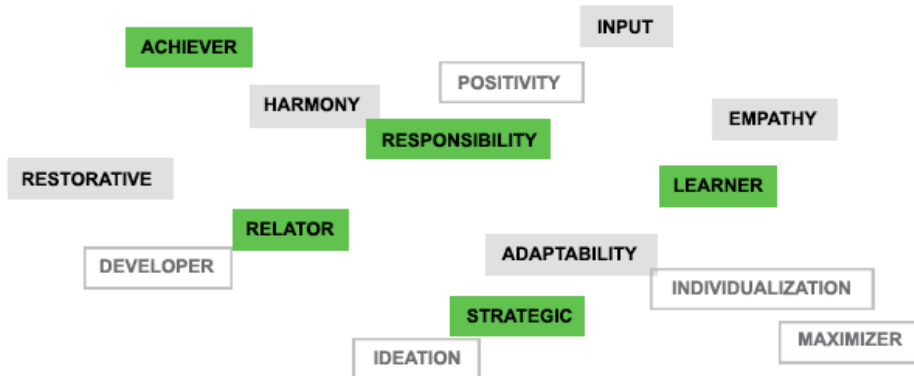 INPUT
ACHIEVER
POSITIVITY
HARMONY
EMPATHY
RESPONSIBILITY
RESTORATIVE
LEARNER
RELATOR
ADAPTABILITY
DEVELOPER
INDIVIDUALIZATION
STRATEGIC
MAXIMIZER
IDEATION